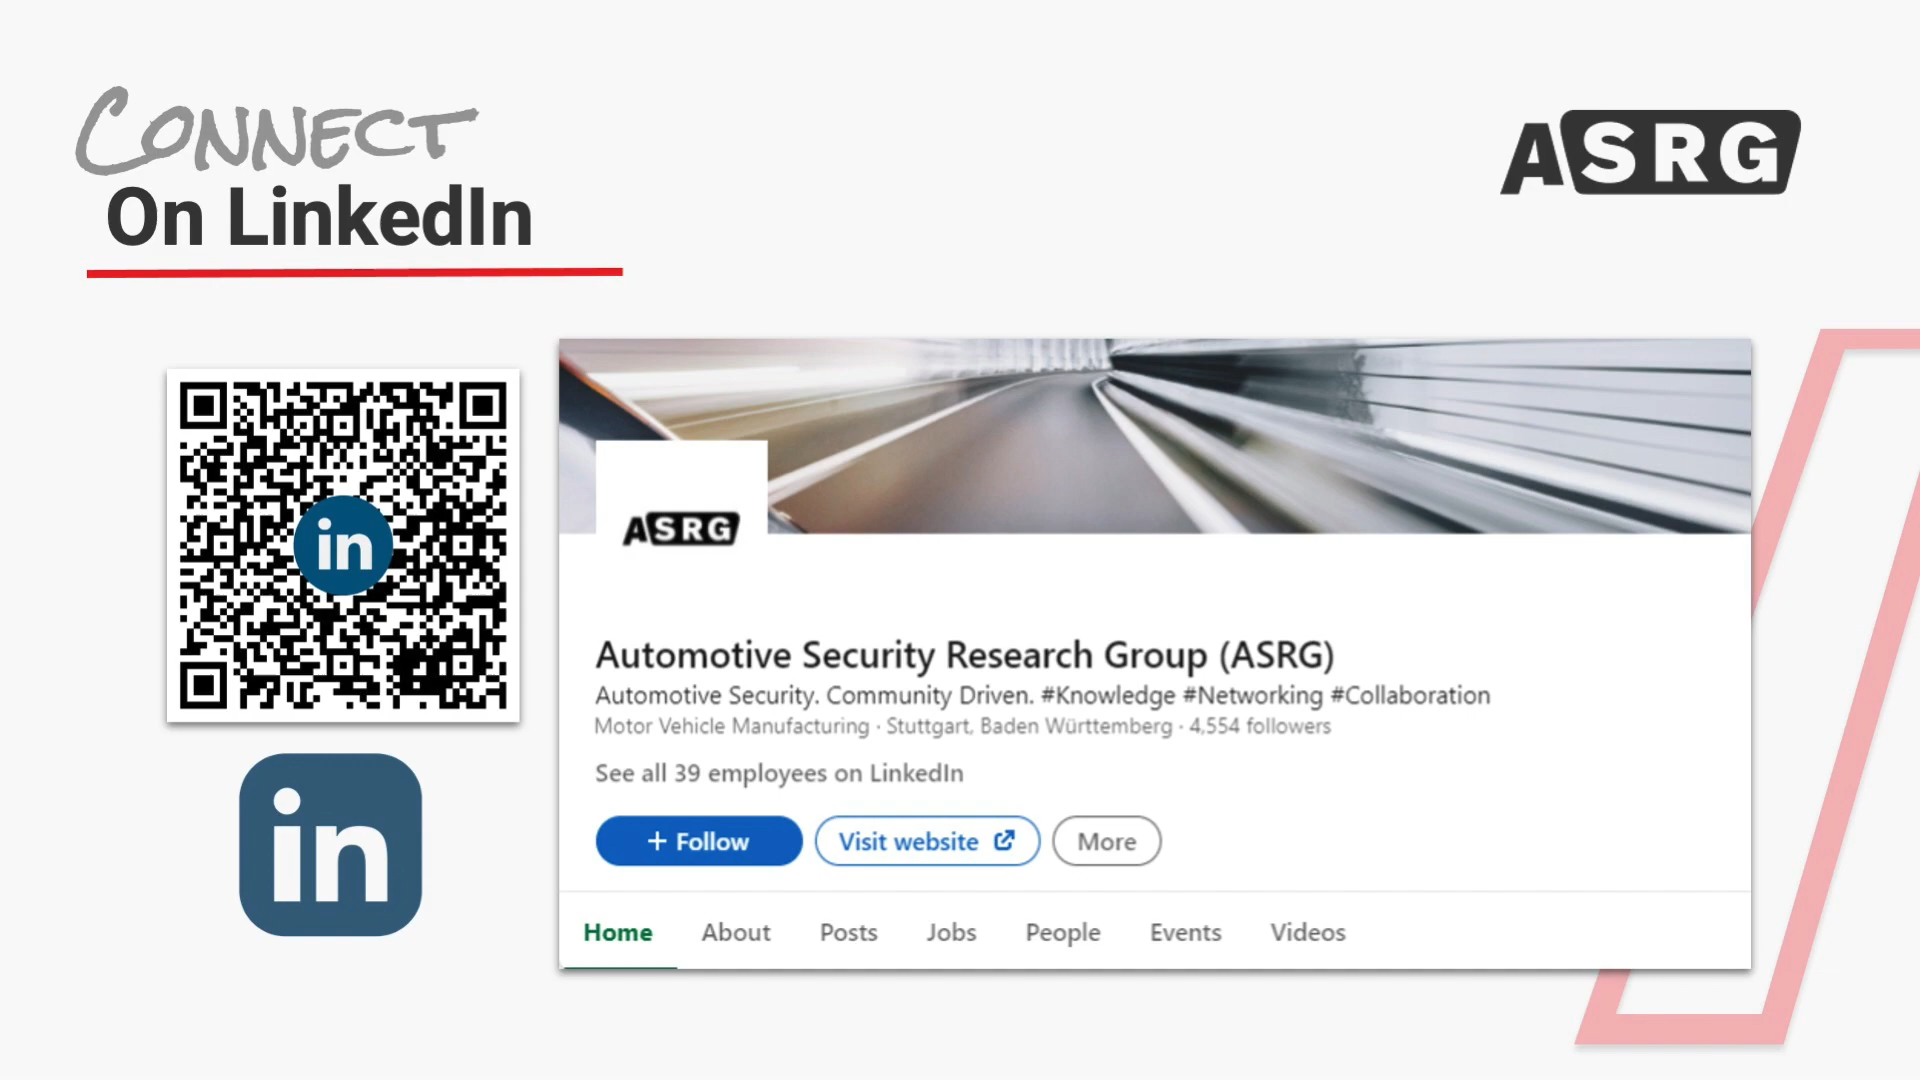 Connect
On LinkedIn
ASRG
in
in
ASRG
Automotive Security Research Group (ASRG)
Automotive Security. Community Driven. #Knowledge #Networking #Collaboration
Motor Vehicle Manufacturing · Stuttgart, Baden Württemberg · 4,554 followers
See all 39 employees on LinkedIn
+ Follow Visit website More
Home About Posts Jobs People Events Videos